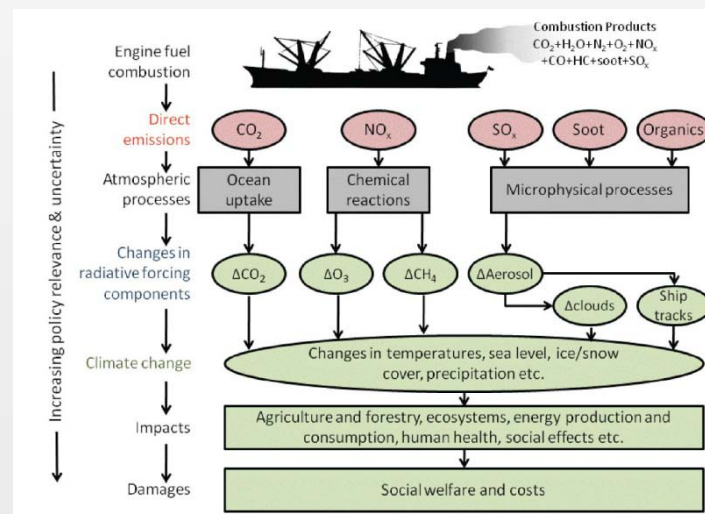 Combustion Products
CO₂+H₂O+N₂+O₂+NOₓ
+CO+HC+soot+SOₓ
Engine fuel
combustion
Increasing policy relevance & uncertainty
Direct
emissions
CO₂
NOₓ
SOₓ
Soot
Organics
Atmospheric
processes
Ocean
uptake
Chemical
reactions
Microphysical processes
Changes in
radiative forcing
components
ΔCO₂
ΔO₃
ΔCH₄
ΔAerosol
Δclouds
Ship
tracks
Climate change
Changes in temperatures, sea level, ice/snow
cover, precipitation etc.
Impacts
Agriculture and forestry, ecosystems, energy production and
consumption, human health, social effects etc.
Damages
Social welfare and costs